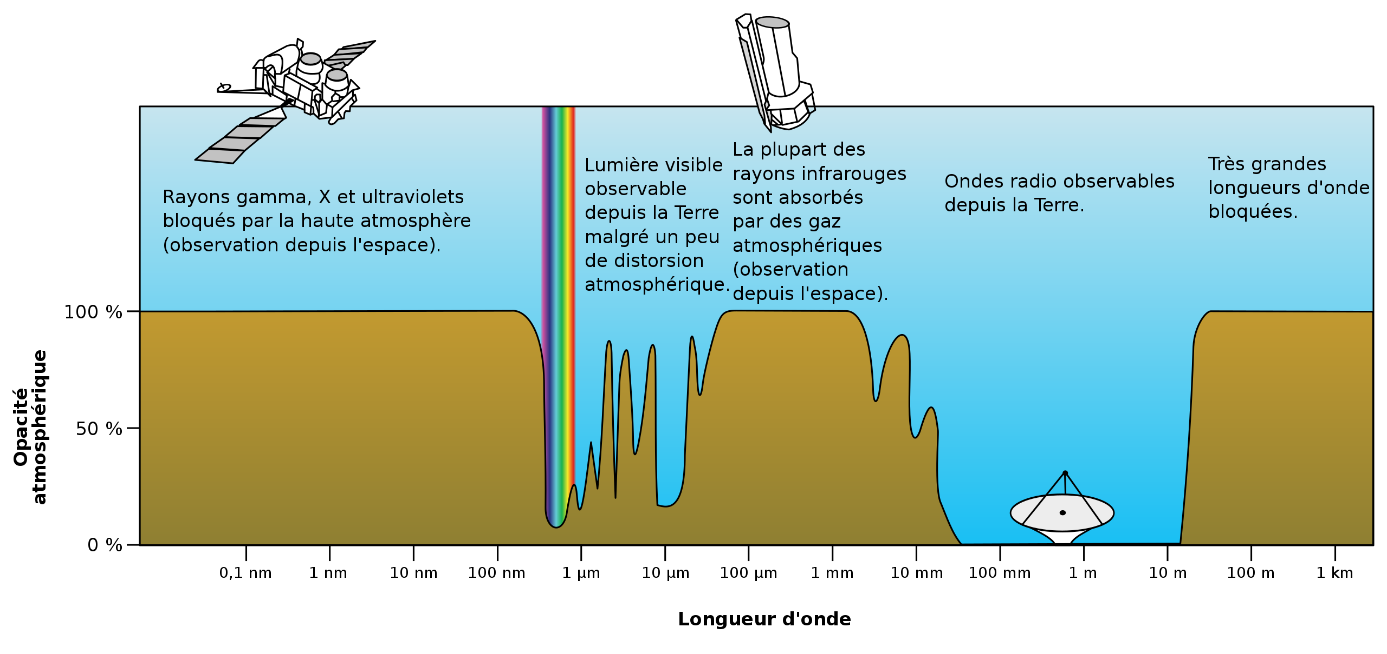 Rayons gamma, X et ultraviolets
bloqués par la haute atmosphère
(observation depuis l'espace).
Lumière visible
observable
depuis la Terre
malgré un peu
de distorsion
atmosphérique.
La plupart des
rayons infrarouges
sont absorbés
par des gaz
atmosphériques
(observation
depuis l'espace).
Ondes radio observables
depuis la Terre.
Très grandes
longueurs d'onde
bloquées.
Opacité
atmosphérique
100 %
50 %
0 %
0,1 nm 1 nm 10 nm 100 nm 1 µm 10 µm 100 µm 1 mm 10 mm 100 mm 1 m 10 m 100 m 1 km
Longueur d'onde